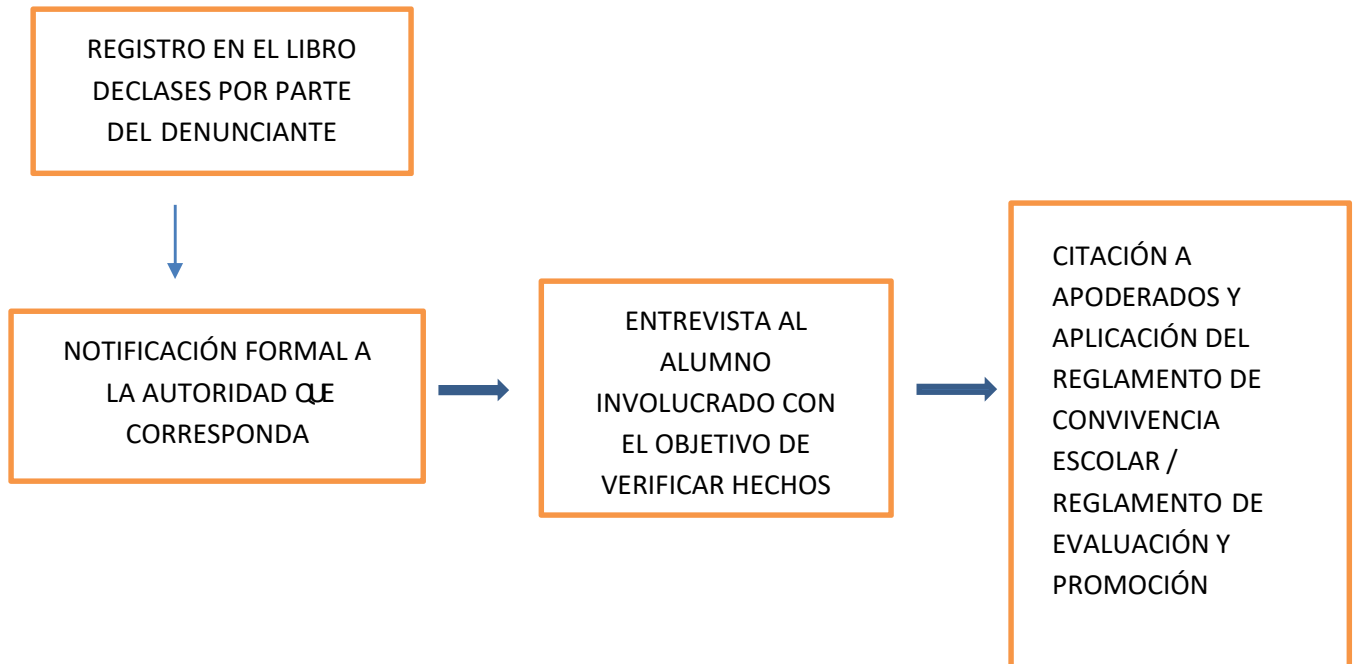 REGISTRO EN EL LIBRO
DECLASES POR PARTE
DEL DENUNCIANTE
NOTIFICACIÓN FORMAL A
LA AUTORIDAD QUE
CORRESPONDA
ENTREVISTA AL
ALUMNO
INVOLUCRADO CON
EL OBJETIVO DE
VERIFICAR HECHOS
CITACIÓN A
APODERADOS Y
APLICACIÓN DEL
REGLAMENTO DE
CONVIVENCIA
ESCOLAR /
REGLAMENTO DE
EVALUACIÓN Y
PROMOCIÓN